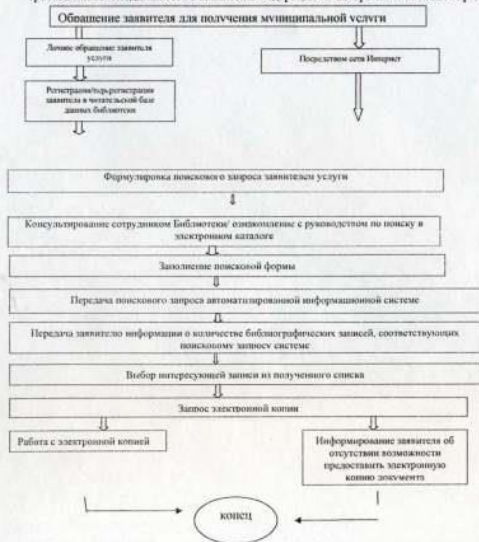 Обращение заявителя для получения муниципальной услуги
Личное обращение заявителя
услуги
Посредством сети Интернет
Регистрация/перерегистрация
заявителя в читательской базе
данных библиотеки
Формулировка поискового запроса заявителем услуги
Консультирование сотрудником Библиотеки/ ознакомление с руководством по поиску в
электронном каталоге
Заполнение поисковой формы
Передача поискового запроса автоматизированной информационной системе
Передача заявителю информации о количестве библиографических записей, соответствующих
поисковому запросу системе
Выбор интересующей записи из полученного списка
Запрос электронной копии
Работа с электронной копией
Информирование заявителя об
отсутствии возможности
предоставить электронную
копию документа
конец